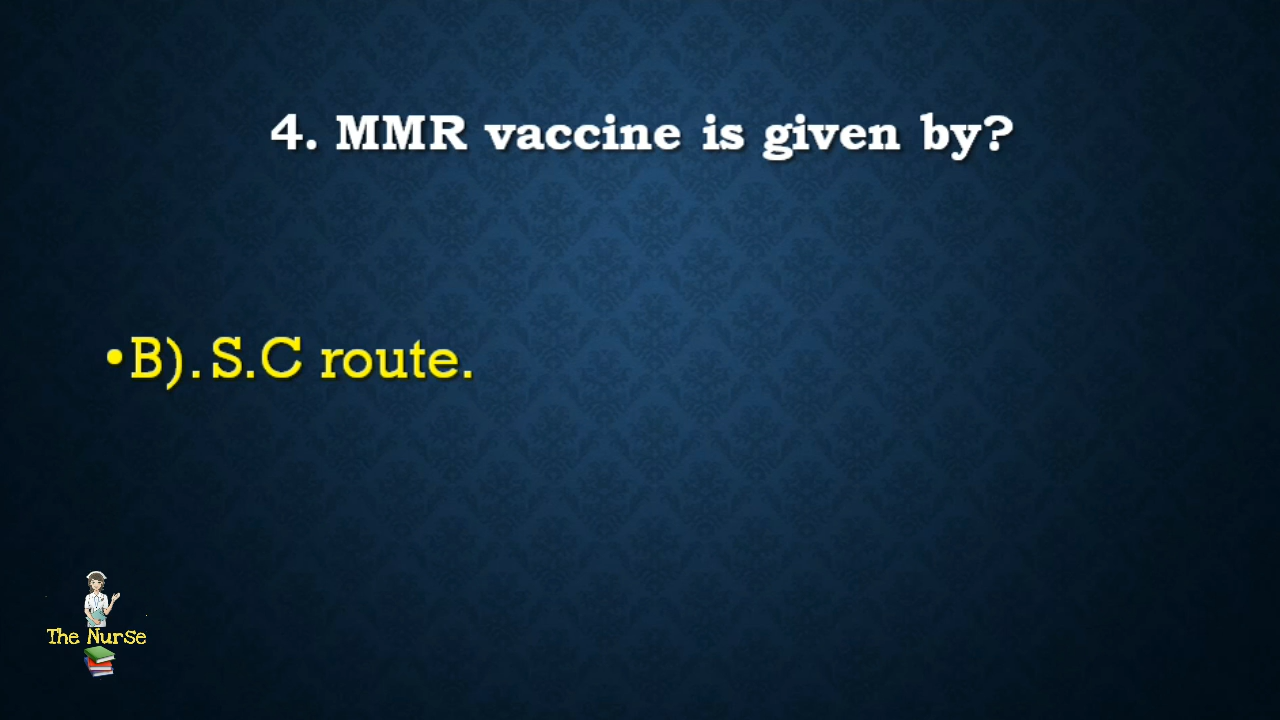 4. MMR vaccine is given by?
•B). S.C route.
The Nurse